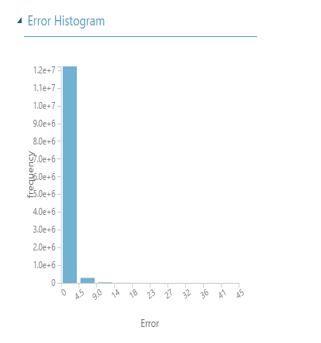 Error Histogram
1.2e+7
1.1e+7
1.0e+7
9.0e+6
8.0e+6
7.0e+6
6.0e+6
5.0e+6
4.0e+6
3.0e+6
2.0e+6
1.0e+6
0
frequency
0 4.5 9.0 14 18 23 27 32 36 41 45
Error